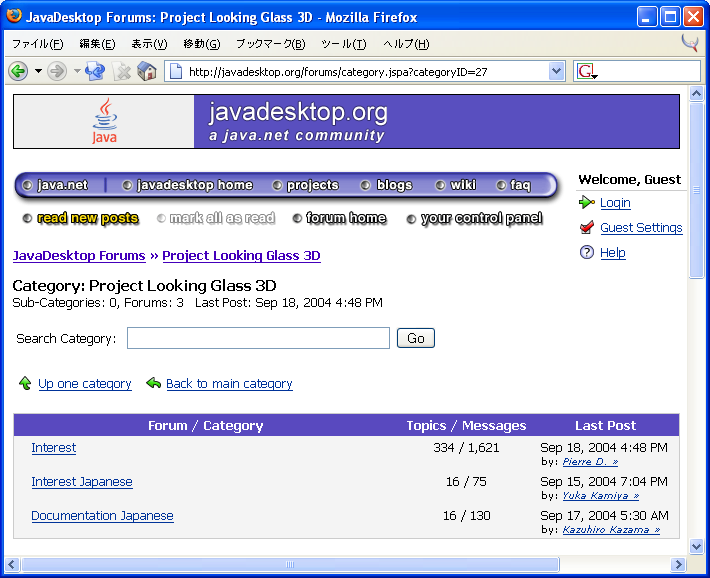 JavaDesktop Forums: Project Looking Glass 3D - Mozilla Firefox
ファイル(F) 編集(E) 表示(V) 移動(G) ブックマーク(B) ツール(T) ヘルプ(H)
http://javadesktop.org/forums/category.jspa?categoryID=27
G
Java
javadesktop.org
a java.net community
java.net | javadesktop home projects blogs wiki faq
read new posts mark all as read forum home your control panel
Welcome, Guest
Login
Guest Settings
Help
JavaDesktop Forums » Project Looking Glass 3D
Category: Project Looking Glass 3D
Sub-Categories: 0, Forums: 3 Last Post: Sep 18, 2004 4:48 PM
Search Category: Go
Up one category Back to main category
Forum / Category Topics / Messages Last Post
Interest 334 / 1,621 Sep 18, 2004 4:48 PM
by: Pierre D. »
Interest Japanese 16 / 75 Sep 15, 2004 7:04 PM
by: Yuka Kamiya »
Documentation Japanese 16 / 130 Sep 17, 2004 5:30 AM
by: Kazuhiro Kazama »